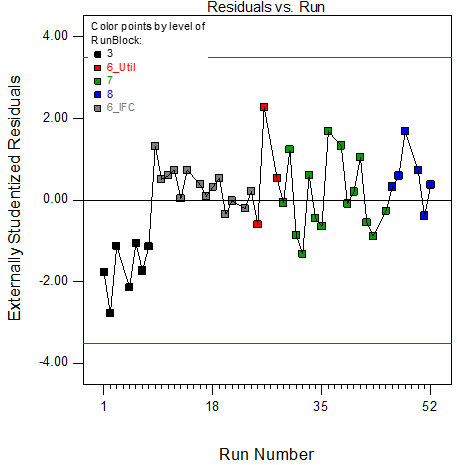 Residuals vs. Run
Color points by level of
RunBlock:
3
6_Util
7
8
6_IFC
Externally Studentized Residuals
4.00
2.00
0.00
-2.00
-4.00
1
18
35
52
Run Number